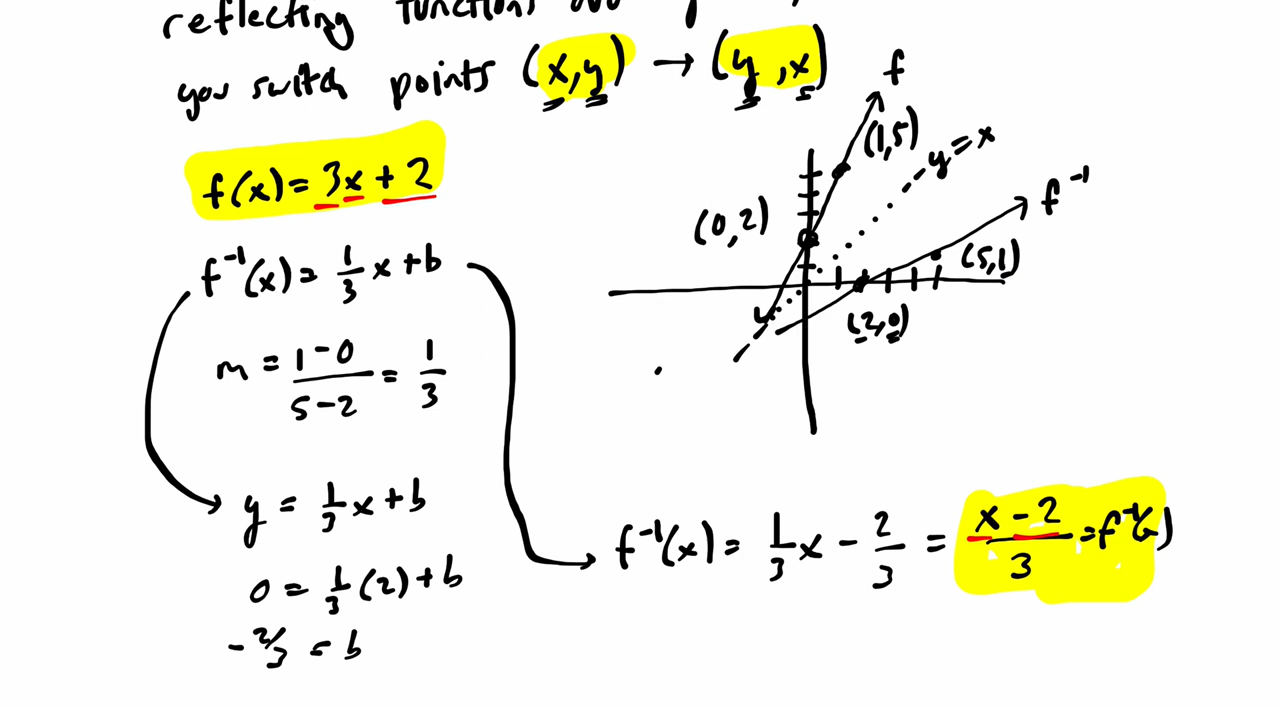 reflecting functions
you switch points (x,y) → (y,x)
f(x) = 3x + 2
f⁻¹(x) = 1/3 x + b
m = (1-0)/(5-2) = 1/3
y = 1/3 x + b
0 = 1/3 (2) + b
-2/3 = b
f
(1,5)
y = x
f⁻¹
(0,2)
(5,1)
(2,0)
f⁻¹(x) = 1/3 x - 2/3 = (x-2)/3 = f⁻¹(x)